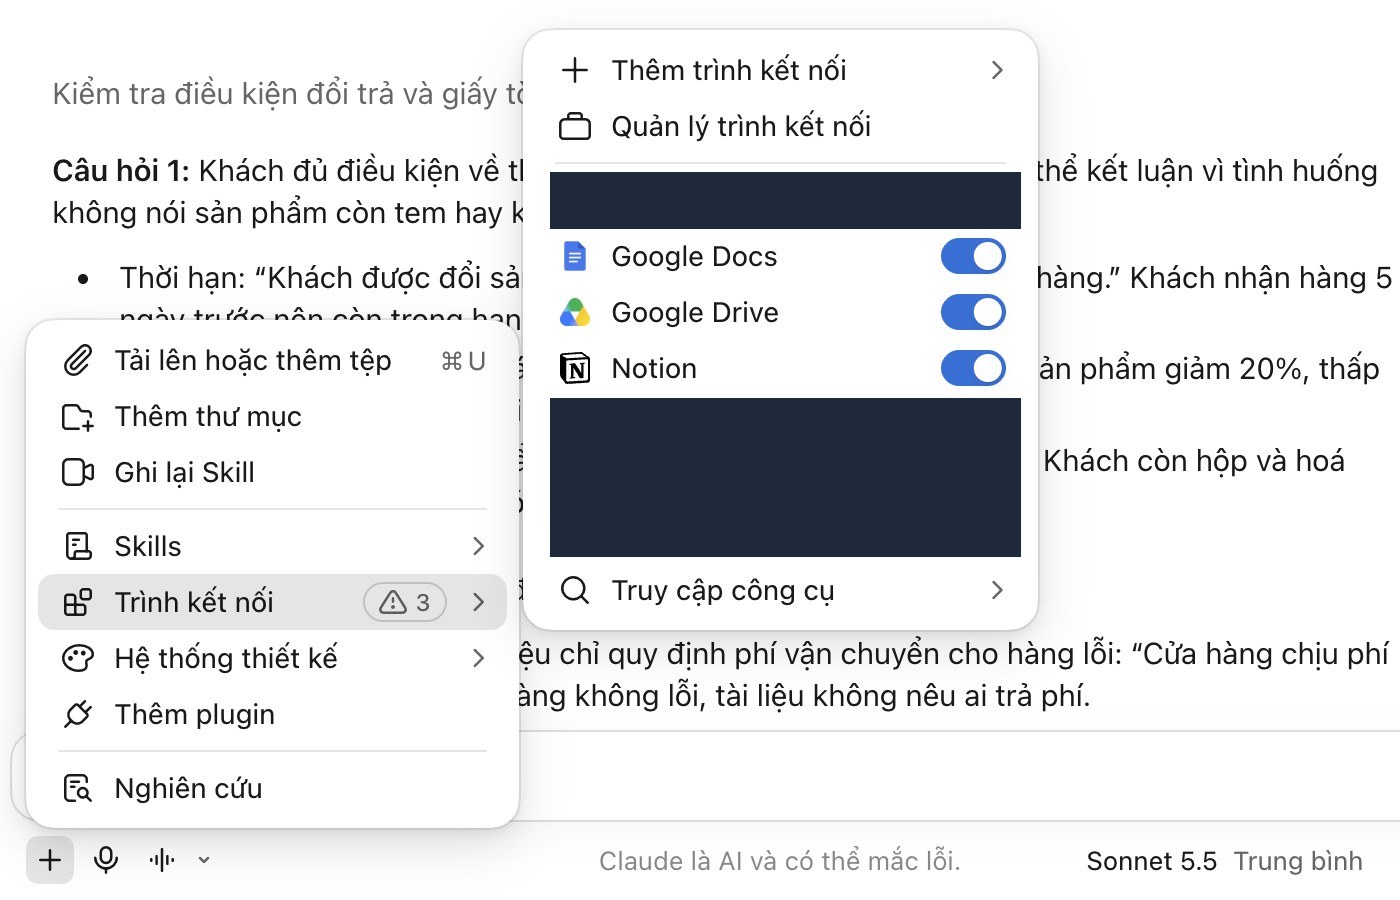 Kiểm tra điều kiện đổi trả và giấy tờ
Câu hỏi 1: Khách đủ điều kiện về
thể kết luận vì tình huống
không nói sản phẩm còn tem hay
Thời hạn: “Khách được đổi
hàng.” Khách nhận hàng 5
ngày trước nên còn trong hạn
ản phẩm giảm 20%, thấp
Khách còn hộp và hoá
ệu chỉ quy định phí vận chuyển cho hàng lỗi: “Cửa hàng chịu phí
àng không lỗi, tài liệu không nêu ai trả phí.
Thêm trình kết nối
Quản lý trình kết nối
Google Docs
Google Drive
Notion
Truy cập công cụ
Tải lên hoặc thêm tệp ⌘U
Thêm thư mục
Ghi lại Skill
Skills
Trình kết nối 3
Hệ thống thiết kế
Thêm plugin
Nghiên cứu
Claude là AI và có thể mắc lỗi.
Sonnet 5.5 Trung bình